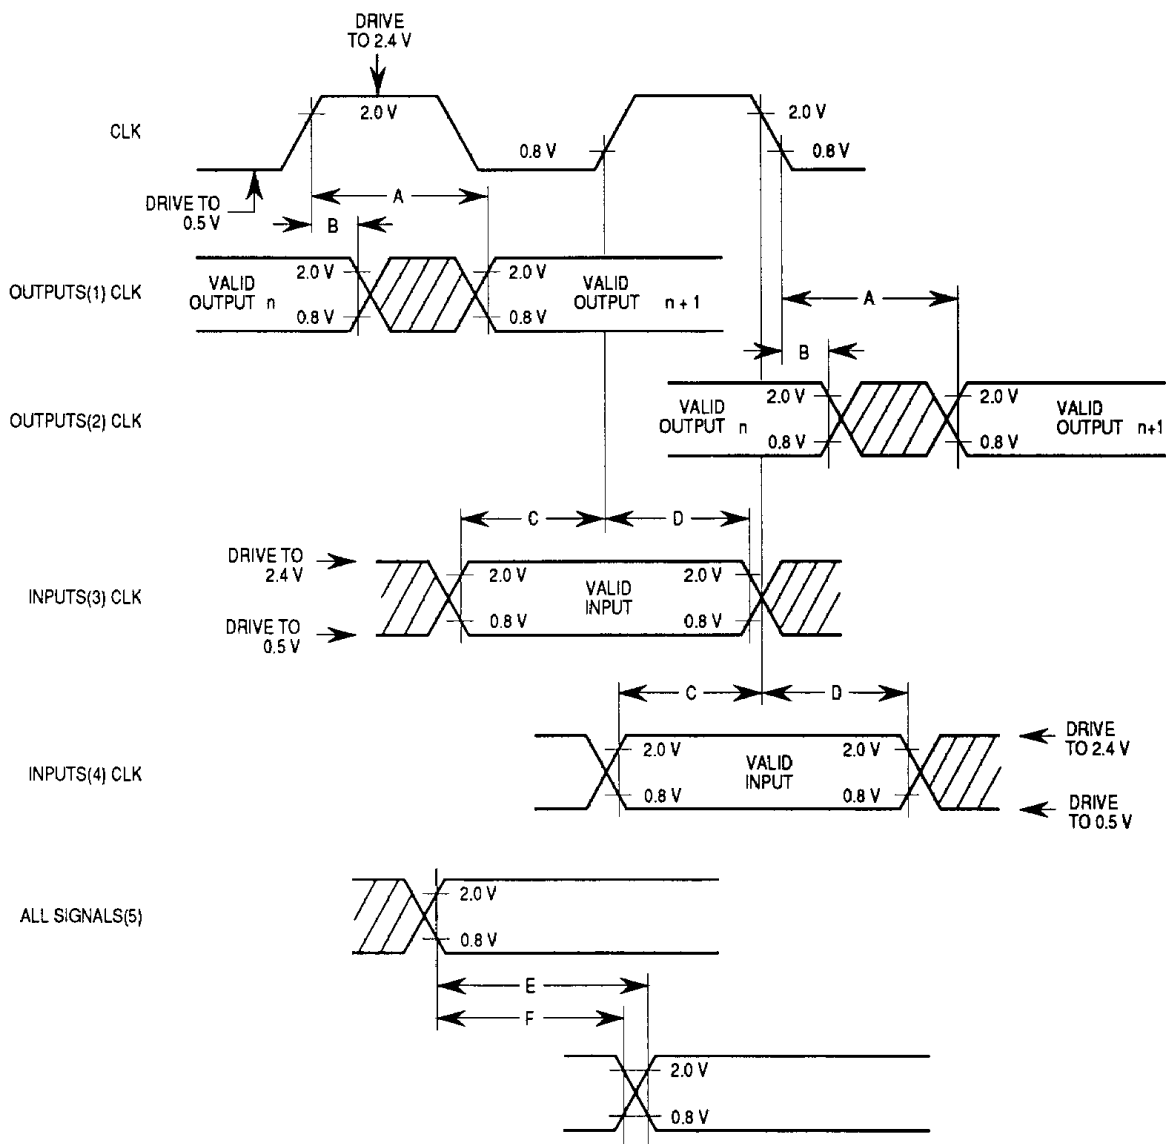 DRIVE
TO 2.4 V
CLK
2.0 V
0.8 V
2.0 V
0.8 V
DRIVE TO
0.5 V
A
B
OUTPUTS(1) CLK
VALID
OUTPUT n
2.0 V
0.8 V
2.0 V
0.8 V
VALID
OUTPUT n + 1
A
B
OUTPUTS(2) CLK
VALID
OUTPUT n
2.0 V
0.8 V
2.0 V
0.8 V
VALID
OUTPUT n+1
C
D
INPUTS(3) CLK
DRIVE TO
2.4 V
DRIVE TO
0.5 V
2.0 V
0.8 V
VALID
INPUT
2.0 V
0.8 V
C
D
INPUTS(4) CLK
2.0 V
0.8 V
VALID
INPUT
2.0 V
0.8 V
DRIVE
TO 2.4 V
DRIVE
TO 0.5 V
ALL SIGNALS(5)
2.0 V
0.8 V
E
F
2.0 V
0.8 V